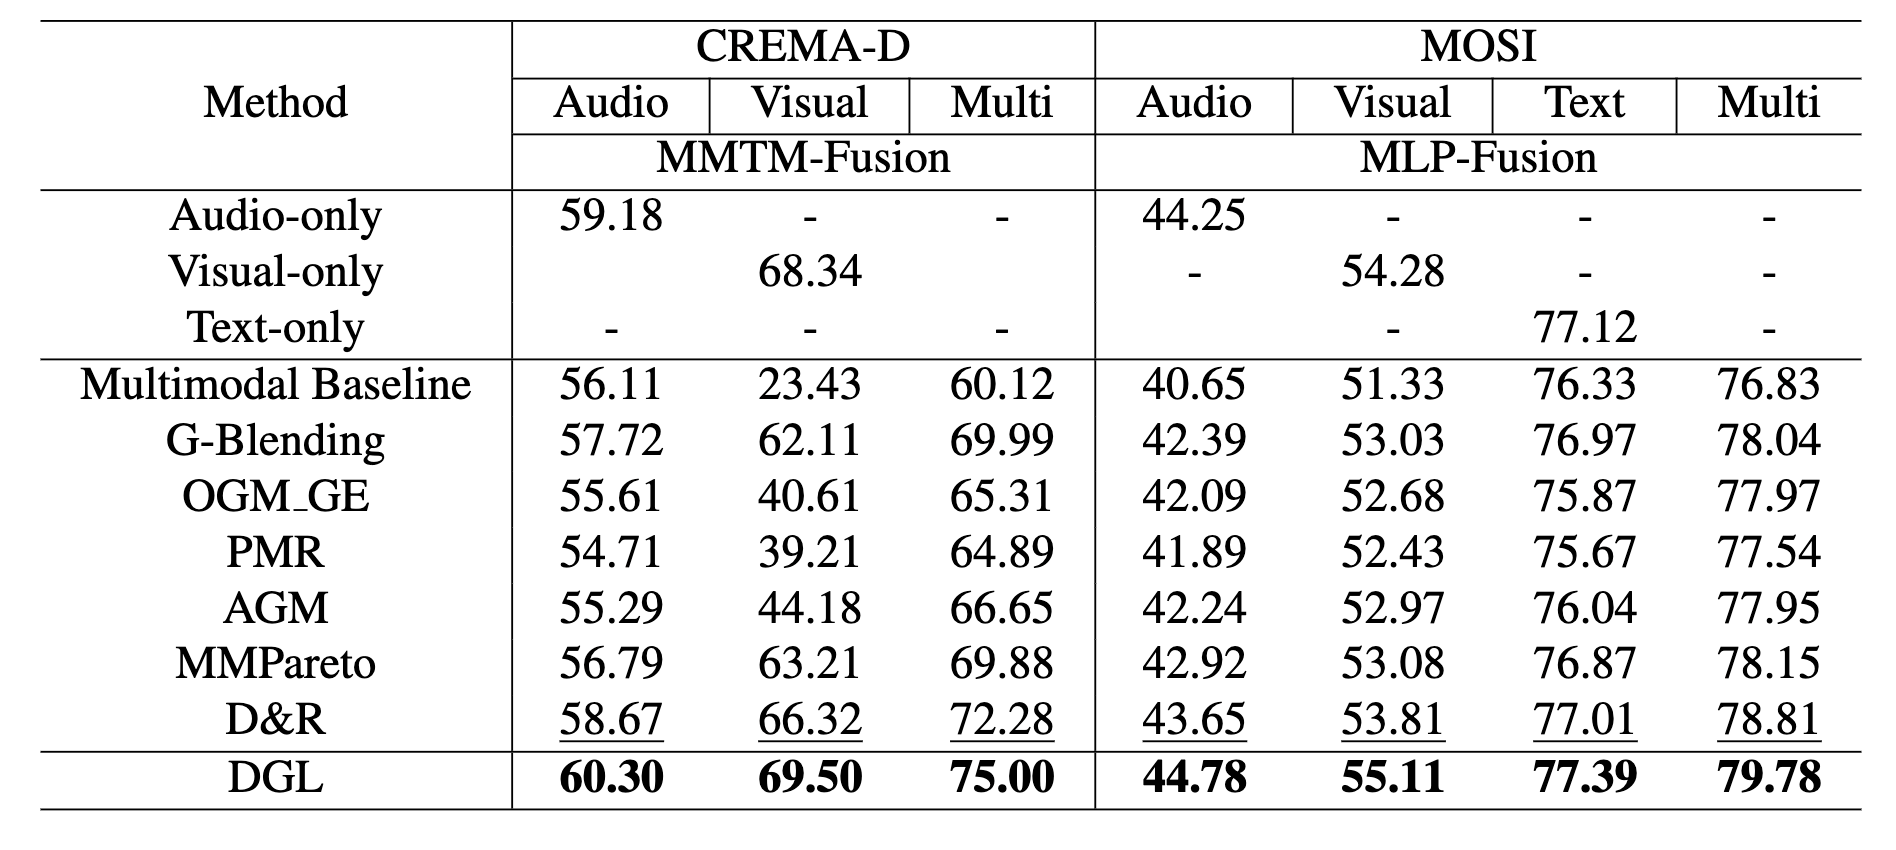 CREMA-D MOSI
Method Audio Visual Multi Audio Visual Text Multi
MMTM-Fusion MLP-Fusion
Audio-only 59.18 - - 44.25 - - -
Visual-only 68.34 - 54.28 - -
Text-only - - - - 77.12 -
Multimodal Baseline 56.11 23.43 60.12 40.65 51.33 76.33 76.83
G-Blending 57.72 62.11 69.99 42.39 53.03 76.97 78.04
OGM_GE 55.61 40.61 65.31 42.09 52.68 75.87 77.97
PMR 54.71 39.21 64.89 41.89 52.43 75.67 77.54
AGM 55.29 44.18 66.65 42.24 52.97 76.04 77.95
MMPareto 56.79 63.21 69.88 42.92 53.08 76.87 78.15
D&R 58.67 66.32 72.28 43.65 53.81 77.01 78.81
DGL 60.30 69.50 75.00 44.78 55.11 77.39 79.78